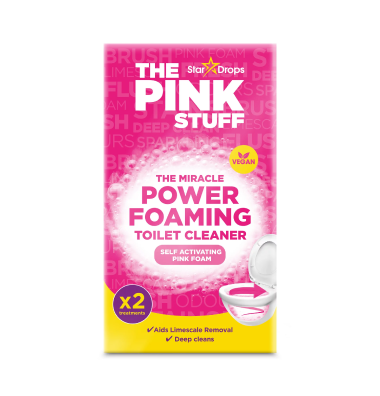 Star Drops
THE
PINK
STUFF
VEGAN
THE MIRACLE
POWER
FOAMING
TOILET CLEANER
SELF ACTIVATING
PINK FOAM
x2
treatments
✓Aids Limescale Removal
✓ Deep cleans